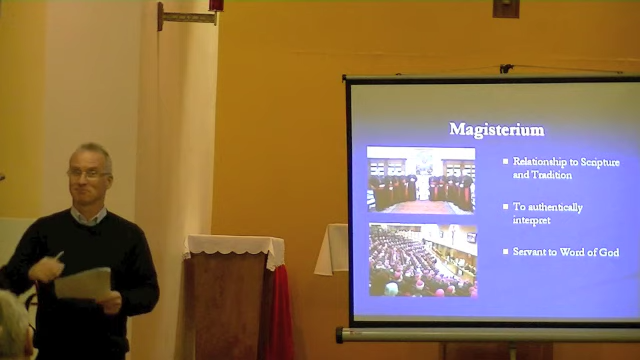 Magisterium
Relationship to Scripture
and Tradition
To authentically
interpret
Servant to Word of God